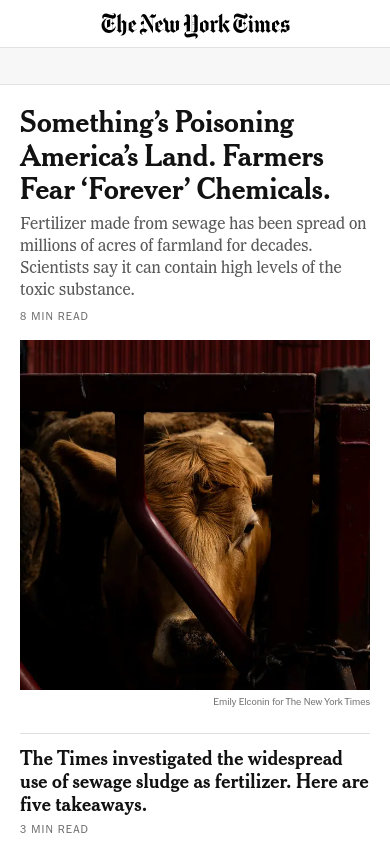 The New York Times
Something’s Poisoning
America’s Land. Farmers
Fear ‘Forever’ Chemicals.
Fertilizer made from sewage has been spread on
millions of acres of farmland for decades.
Scientists say it can contain high levels of the
toxic substance.
8 MIN READ
Emily Elconin for The New York Times
The Times investigated the widespread
use of sewage sludge as fertilizer. Here are
five takeaways.
3 MIN READ